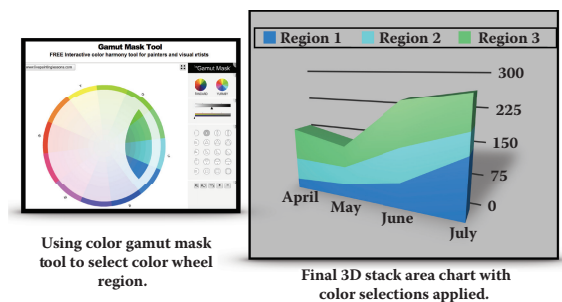 Gamut Mask Tool
FREE Interactive color harmony tool for painters and visual artists
"Gamut Mask"
Region 1 Region 2 Region 3
300
225
150
75
0
April
May
June
July
Using color gamut mask
tool to select color wheel
region.
Final 3D stack area chart with
color selections applied.